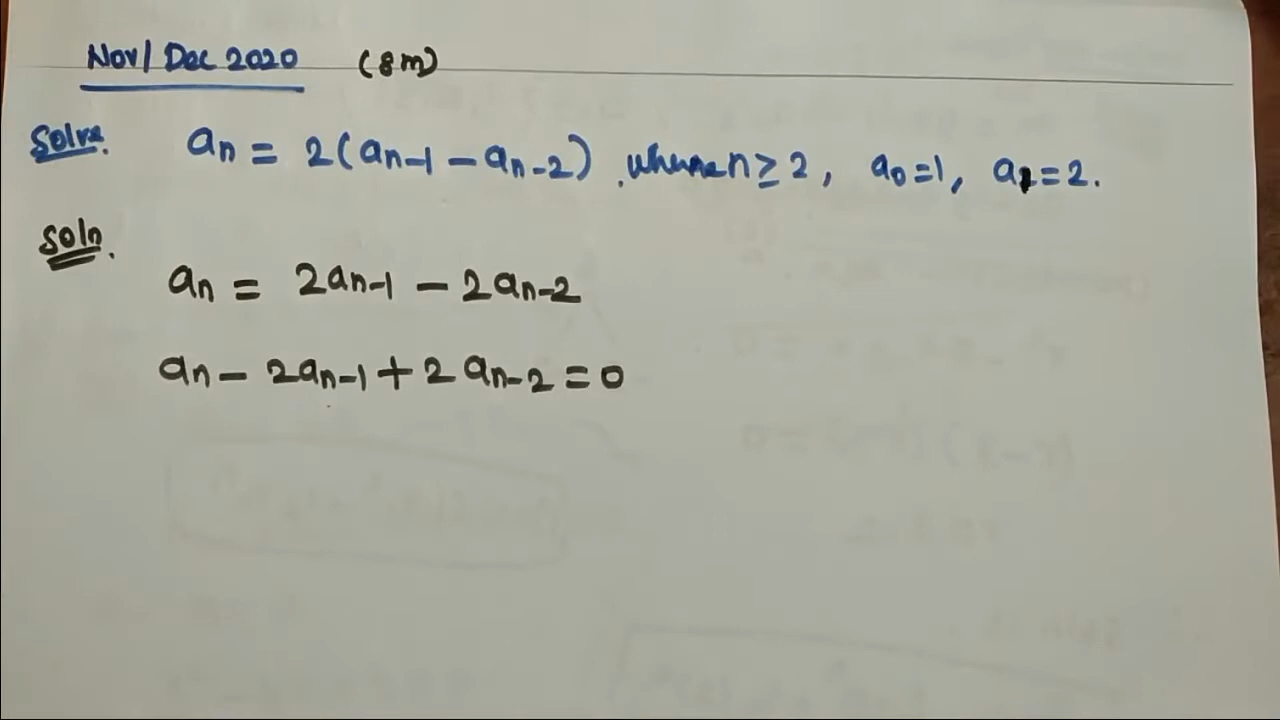 Nov/Dec 2020 (8m)
Solve. an = 2(an-1 - an-2), where n ≥ 2, a0=1, a1=2.
Soln.
an = 2an-1 - 2an-2
an - 2an-1 + 2an-2 = 0